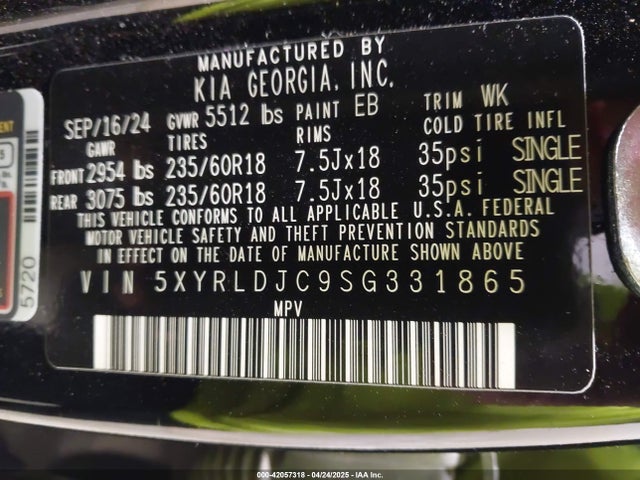 MANUFACTURED BY
KIA GEORGIA, INC.
SEP/16/24 GVWR 5512 lbs PAINT EB TRIM WK
GAWR TIRES RIMS COLD TIRE INFL
FRONT 2954 lbs 235/60R18 7.5Jx18 35psi SINGLE
REAR 3075 lbs 235/60R18 7.5Jx18 35psi SINGLE
THIS VEHICLE CONFORMS TO ALL APPLICABLE U.S.A. FEDERAL
MOTOR VEHICLE SAFETY AND THEFT PREVENTION STANDARDS
IN EFFECT ON THE DATE OF MANUFACTURE SHOWN ABOVE
VIN 5XYRLDJC9SG331865
MPV
5720
000-42057318 - 04/24/2025 - IAA Inc.